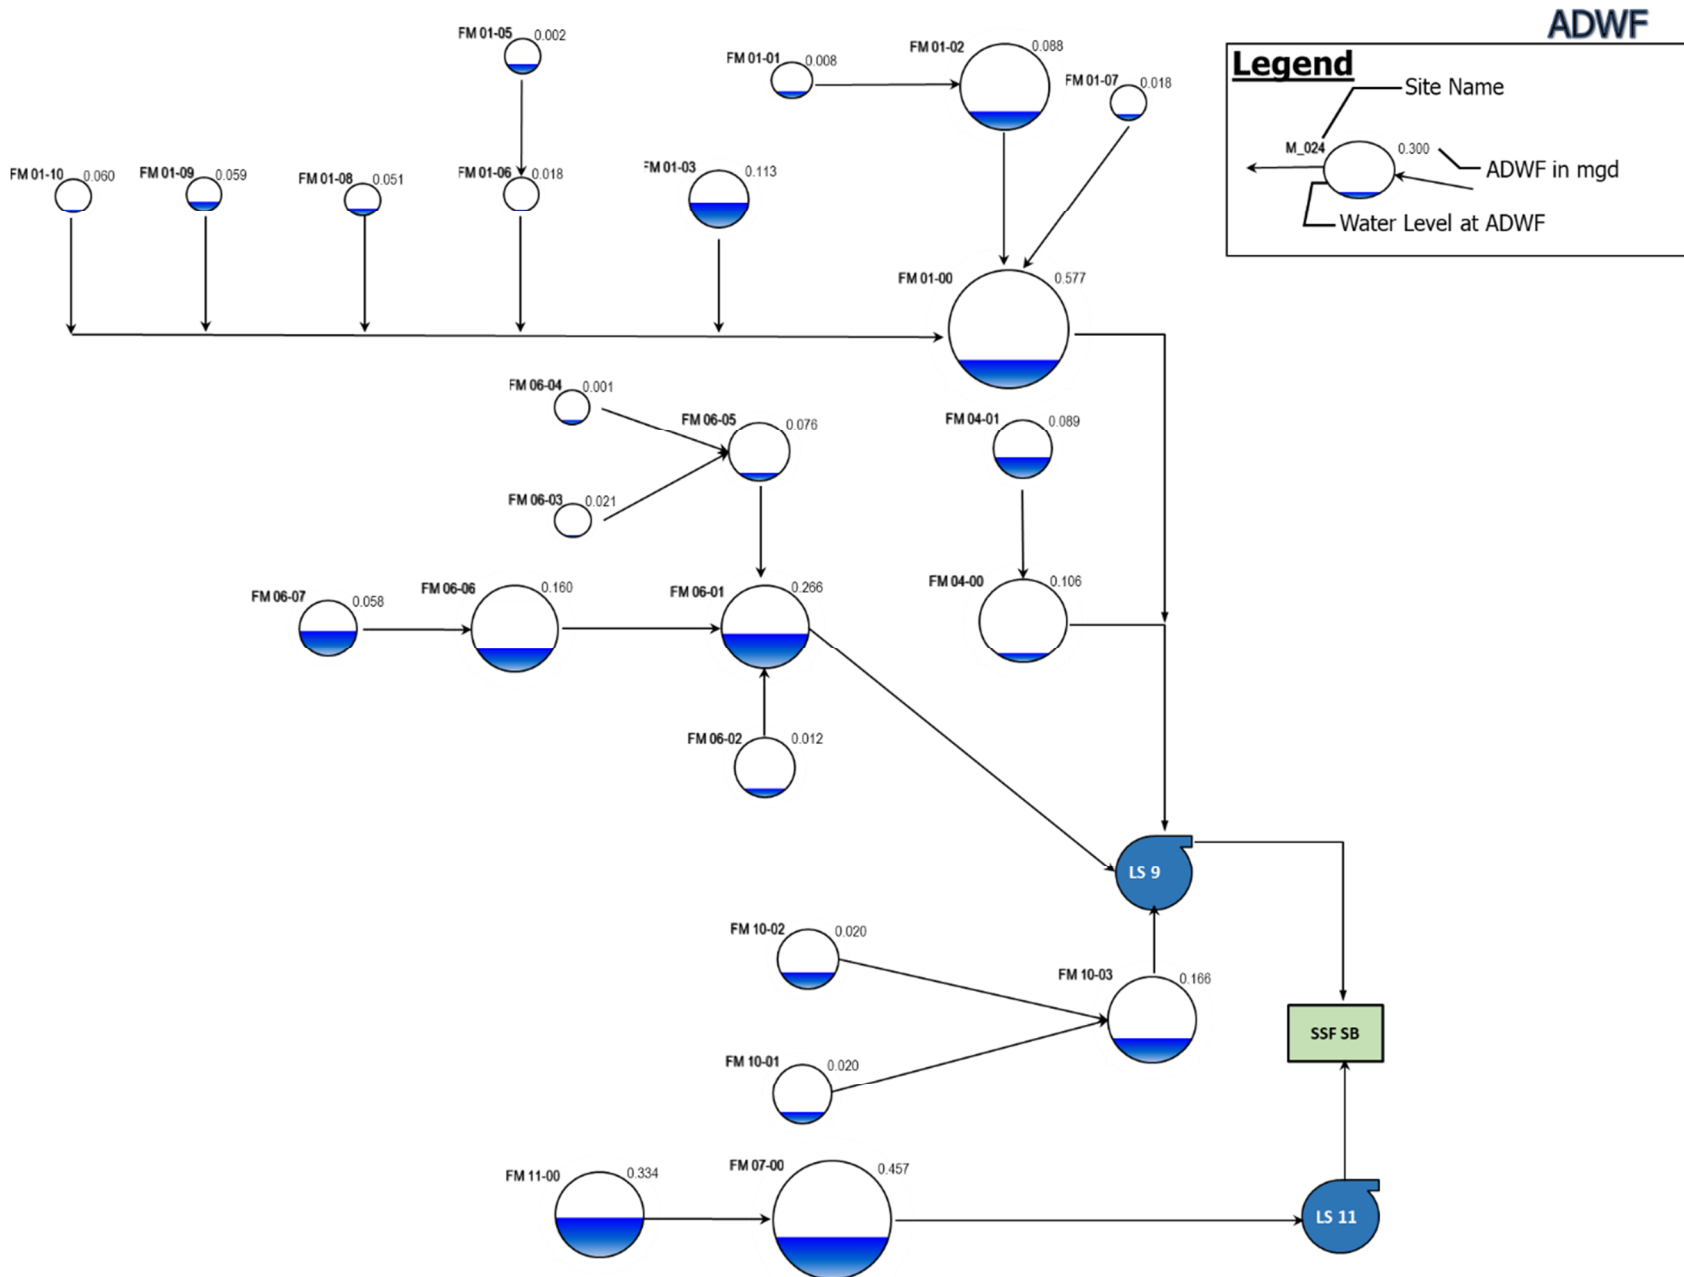 ADWF
Legend
Site Name
M_024
0.300
ADWF in mgd
Water Level at ADWF
FM 01-05 0.002
FM 01-01 0.008
FM 01-02 0.088
FM 01-07 0.018
FM 01-10 0.060
FM 01-09 0.059
FM 01-08 0.051
FM 01-06 0.018
FM 01-03 0.113
FM 01-00 0.577
FM 06-04 0.001
FM 06-05 0.076
FM 04-01 0.089
FM 06-03 0.021
FM 06-07 0.058
FM 06-06 0.160
FM 06-01 0.266
FM 04-00 0.106
FM 06-02 0.012
LS 9
FM 10-02 0.020
FM 10-03 0.166
SSF SB
FM 10-01 0.020
FM 11-00 0.334
FM 07-00 0.457
LS 11